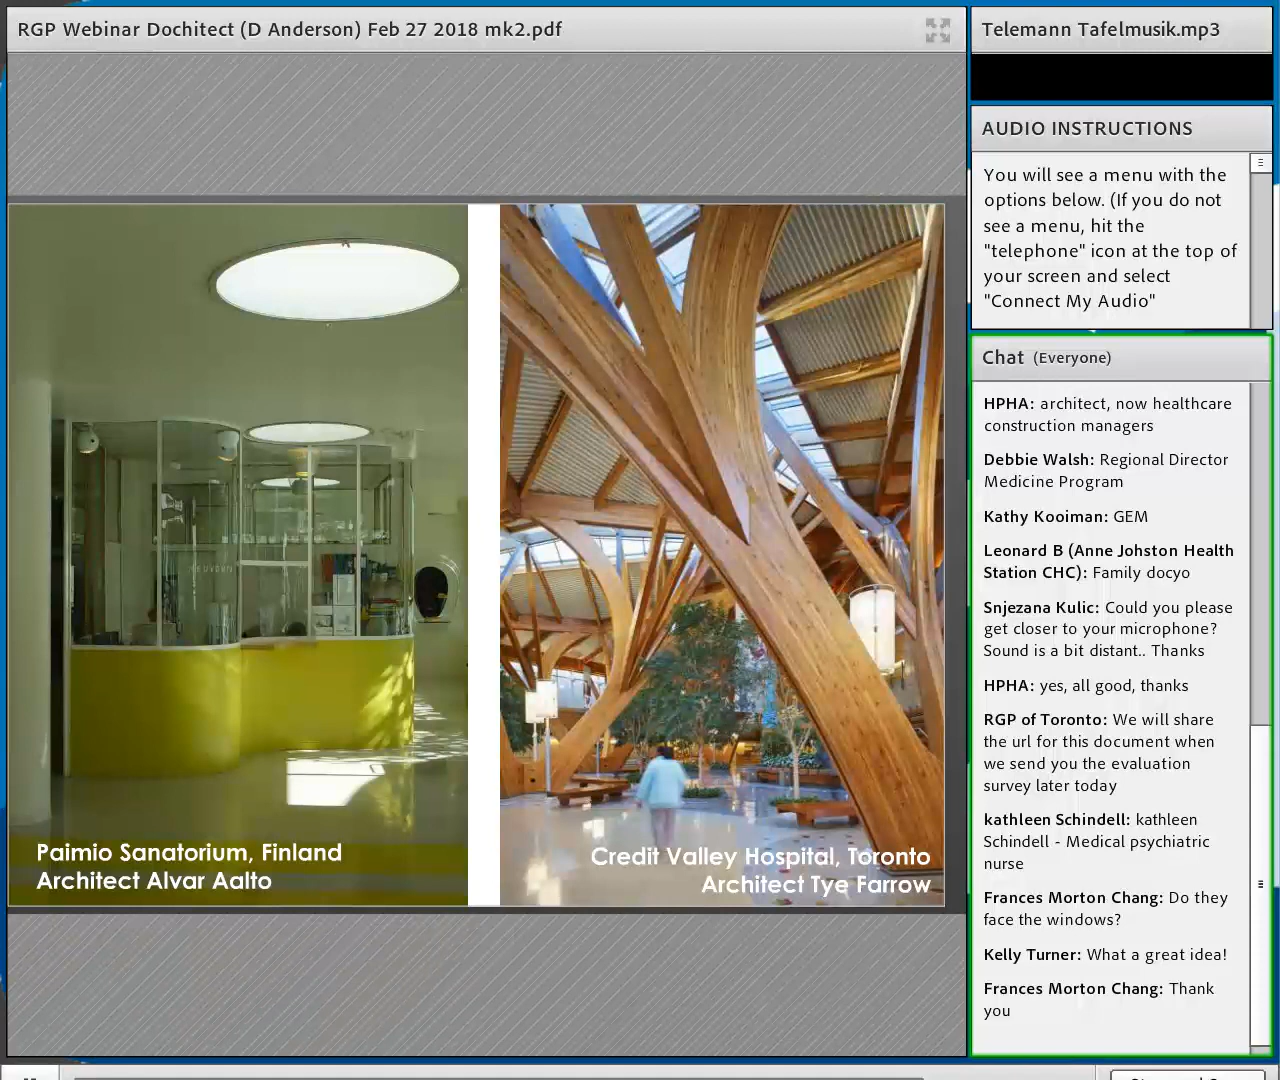 RGP Webinar Dochitect (D Anderson) Feb 27 2018 mk2.pdf
Paimio Sanatorium, Finland
Architect Alvar Aalto
Credit Valley Hospital, Toronto
Architect Tye Farrow
Telemann Tafelmusik.mp3
AUDIO INSTRUCTIONS
You will see a menu with the
options below. (If you do not
see a menu, hit the
"telephone" icon at the top of
your screen and select
"Connect My Audio"
Chat (Everyone)
HPHA: architect, now healthcare
construction managers
Debbie Walsh: Regional Director
Medicine Program
Kathy Kooiman: GEM
Leonard B (Anne Johston Health
Station CHC): Family docyo
Snjezana Kulic: Could you please
get closer to your microphone?
Sound is a bit distant.. Thanks
HPHA: yes, all good, thanks
RGP of Toronto: We will share
the url for this document when
we send you the evaluation
survey later today
kathleen Schindell: kathleen
Schindell - Medical psychiatric
nurse
Frances Morton Chang: Do they
face the windows?
Kelly Turner: What a great idea!
Frances Morton Chang: Thank
you